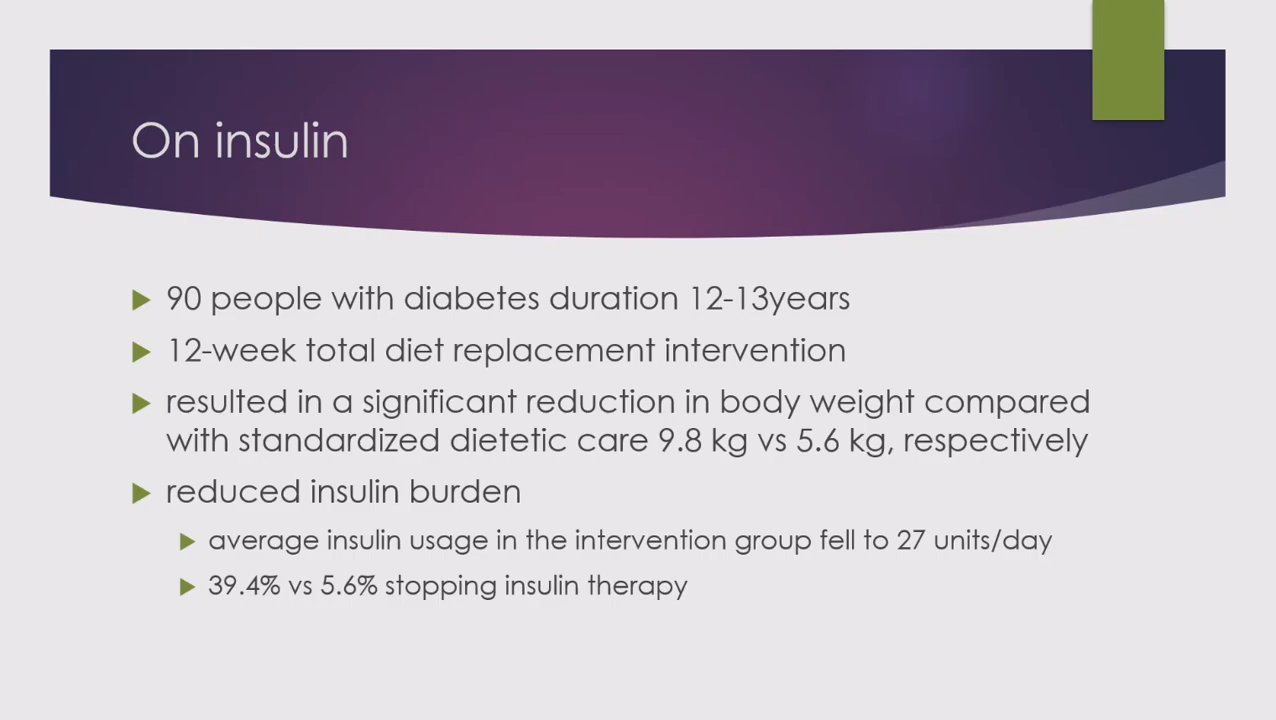 On insulin
90 people with diabetes duration 12-13years
12-week total diet replacement intervention
resulted in a significant reduction in body weight compared
with standardized dietetic care 9.8 kg vs 5.6 kg, respectively
reduced insulin burden
average insulin usage in the intervention group fell to 27 units/day
39.4% vs 5.6% stopping insulin therapy